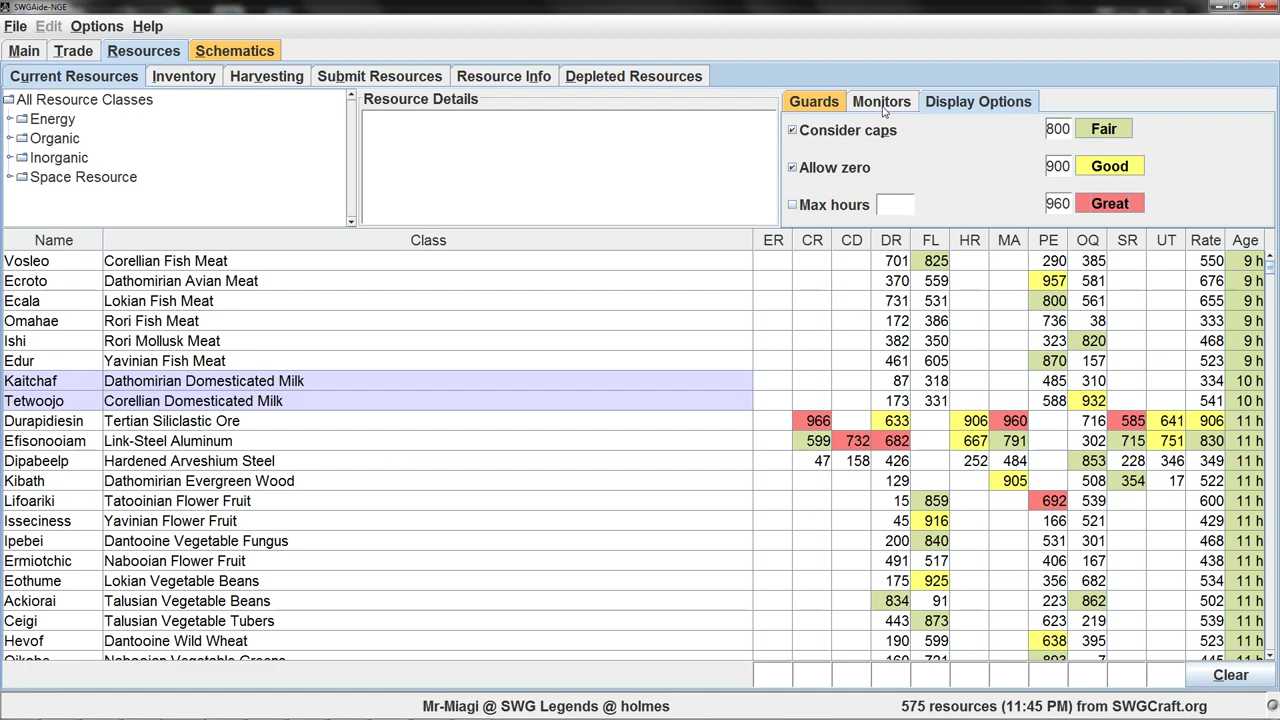 SWGAide-NGE
File Edit Options Help
Main Trade Resources Schematics
Current Resources Inventory Harvesting Submit Resources Resource Info Depleted Resources
All Resource Classes
Energy
Organic
Inorganic
Space Resource
Resource Details
Guards Monitors Display Options
Consider caps 800 Fair
Allow zero 900 Good
Max hours 960 Great
Name Class ER CR CD DR FL HR MA PE OQ SR UT Rate Age
Vosleo Corellian Fish Meat 701 825 290 385 550 9 h
Ecroto Dathomirian Avian Meat 370 559 957 581 676 9 h
Ecala Lokian Fish Meat 731 531 800 561 655 9 h
Omahae Rori Fish Meat 172 386 736 38 333 9 h
Ishi Rori Mollusk Meat 382 350 323 820 468 9 h
Edur Yavinian Fish Meat 461 605 870 157 523 9 h
Kaitchaf Dathomirian Domesticated Milk 87 318 485 310 334 10 h
Tetwoojo Corellian Domesticated Milk 173 331 588 932 541 10 h
Durapidiesin Tertian Siliclastic Ore 966 633 906 960 716 585 641 906 11 h
Efisonooiam Link-Steel Aluminum 599 732 682 667 791 302 715 751 830 11 h
Dipabeelp Hardened Arveshium Steel 47 158 426 252 484 853 228 346 349 11 h
Kibath Dathomirian Evergreen Wood 129 905 508 354 17 522 11 h
Lifoariki Tatooinian Flower Fruit 15 859 692 539 600 11 h
Isseciness Yavinian Flower Fruit 45 916 166 521 429 11 h
Ipebei Dantooine Vegetable Fungus 200 840 531 301 468 11 h
Ermiotchic Nabooian Flower Fruit 491 517 406 167 438 11 h
Eothume Lokian Vegetable Beans 175 925 356 682 534 11 h
Ackiorai Talusian Vegetable Beans 834 91 223 862 502 11 h
Ceigi Talusian Vegetable Tubers 443 873 623 219 539 11 h
Hevof Dantooine Wild Wheat 190 599 638 395 523 11 h
Clear
Mr-Miagi @ SWG Legends @ holmes 575 resources (11:45 PM) from SWGCraft.org